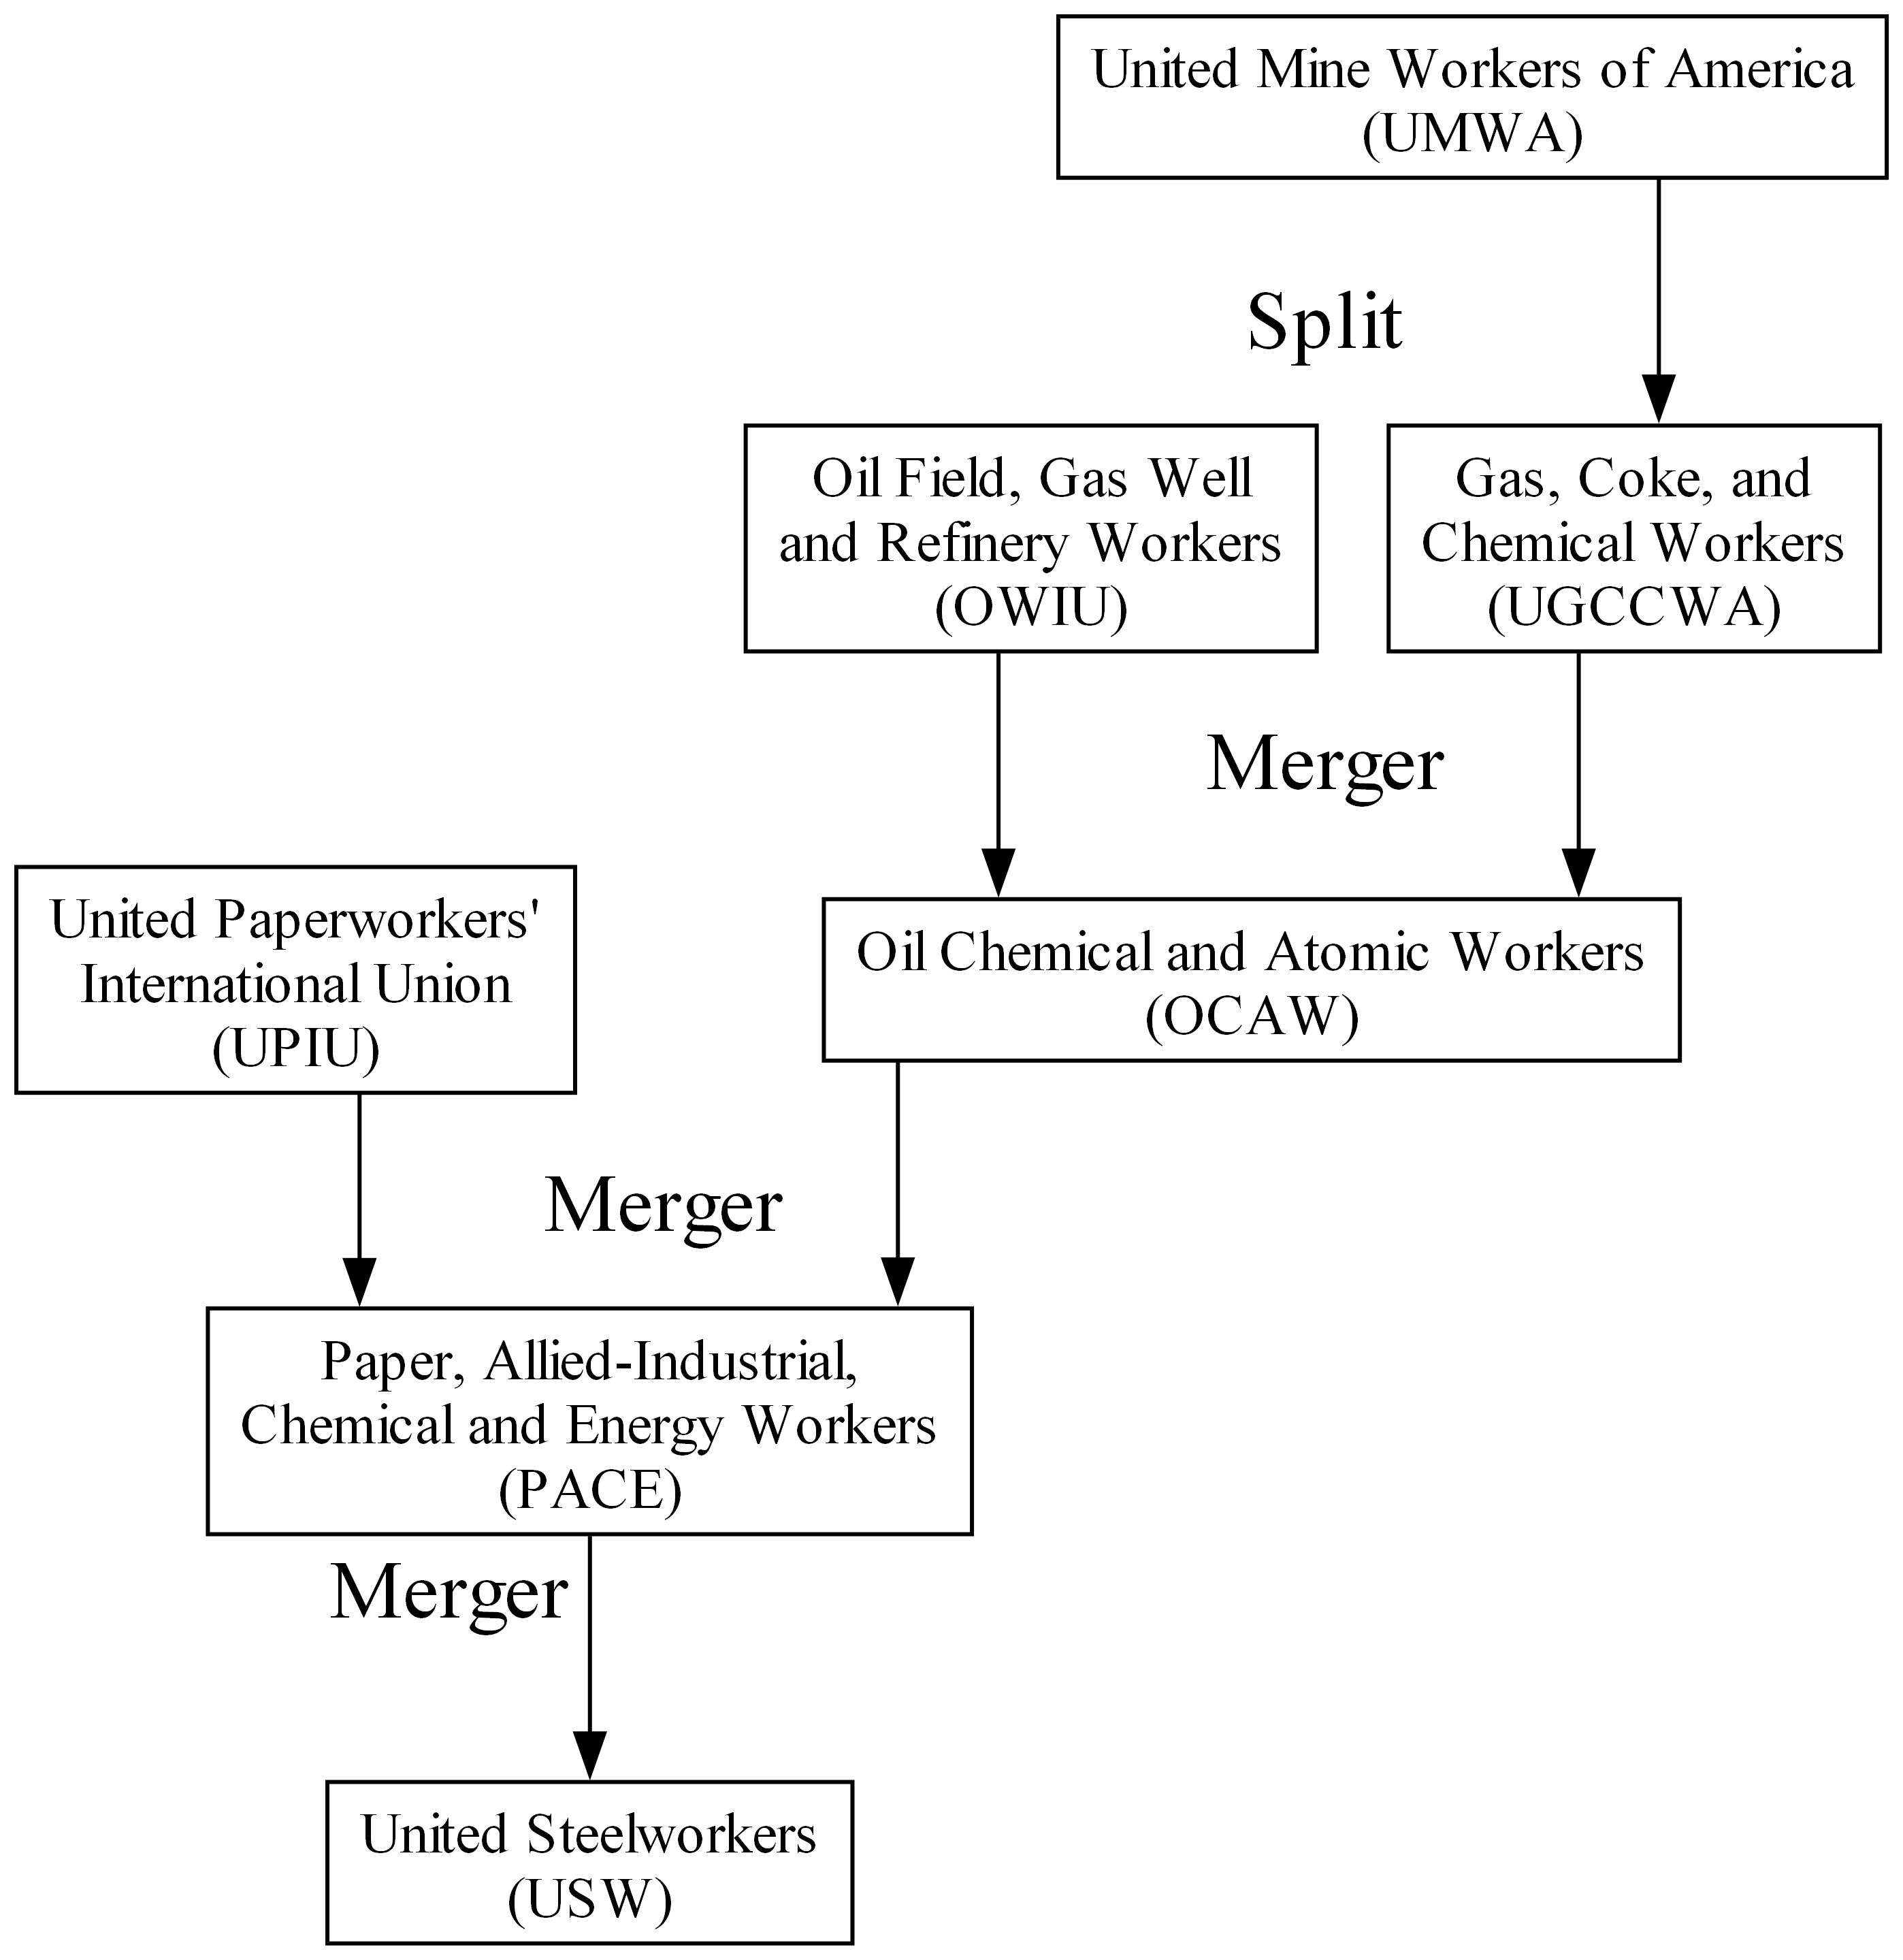 United Mine Workers of America
(UMWA)
Split
Oil Field, Gas Well
and Refinery Workers
(OWIU)
Gas, Coke, and
Chemical Workers
(UGCCWA)
Merger
United Paperworkers'
International Union
(UPIU)
Oil Chemical and Atomic Workers
(OCAW)
Merger
Paper, Allied-Industrial,
Chemical and Energy Workers
(PACE)
Merger
United Steelworkers
(USW)